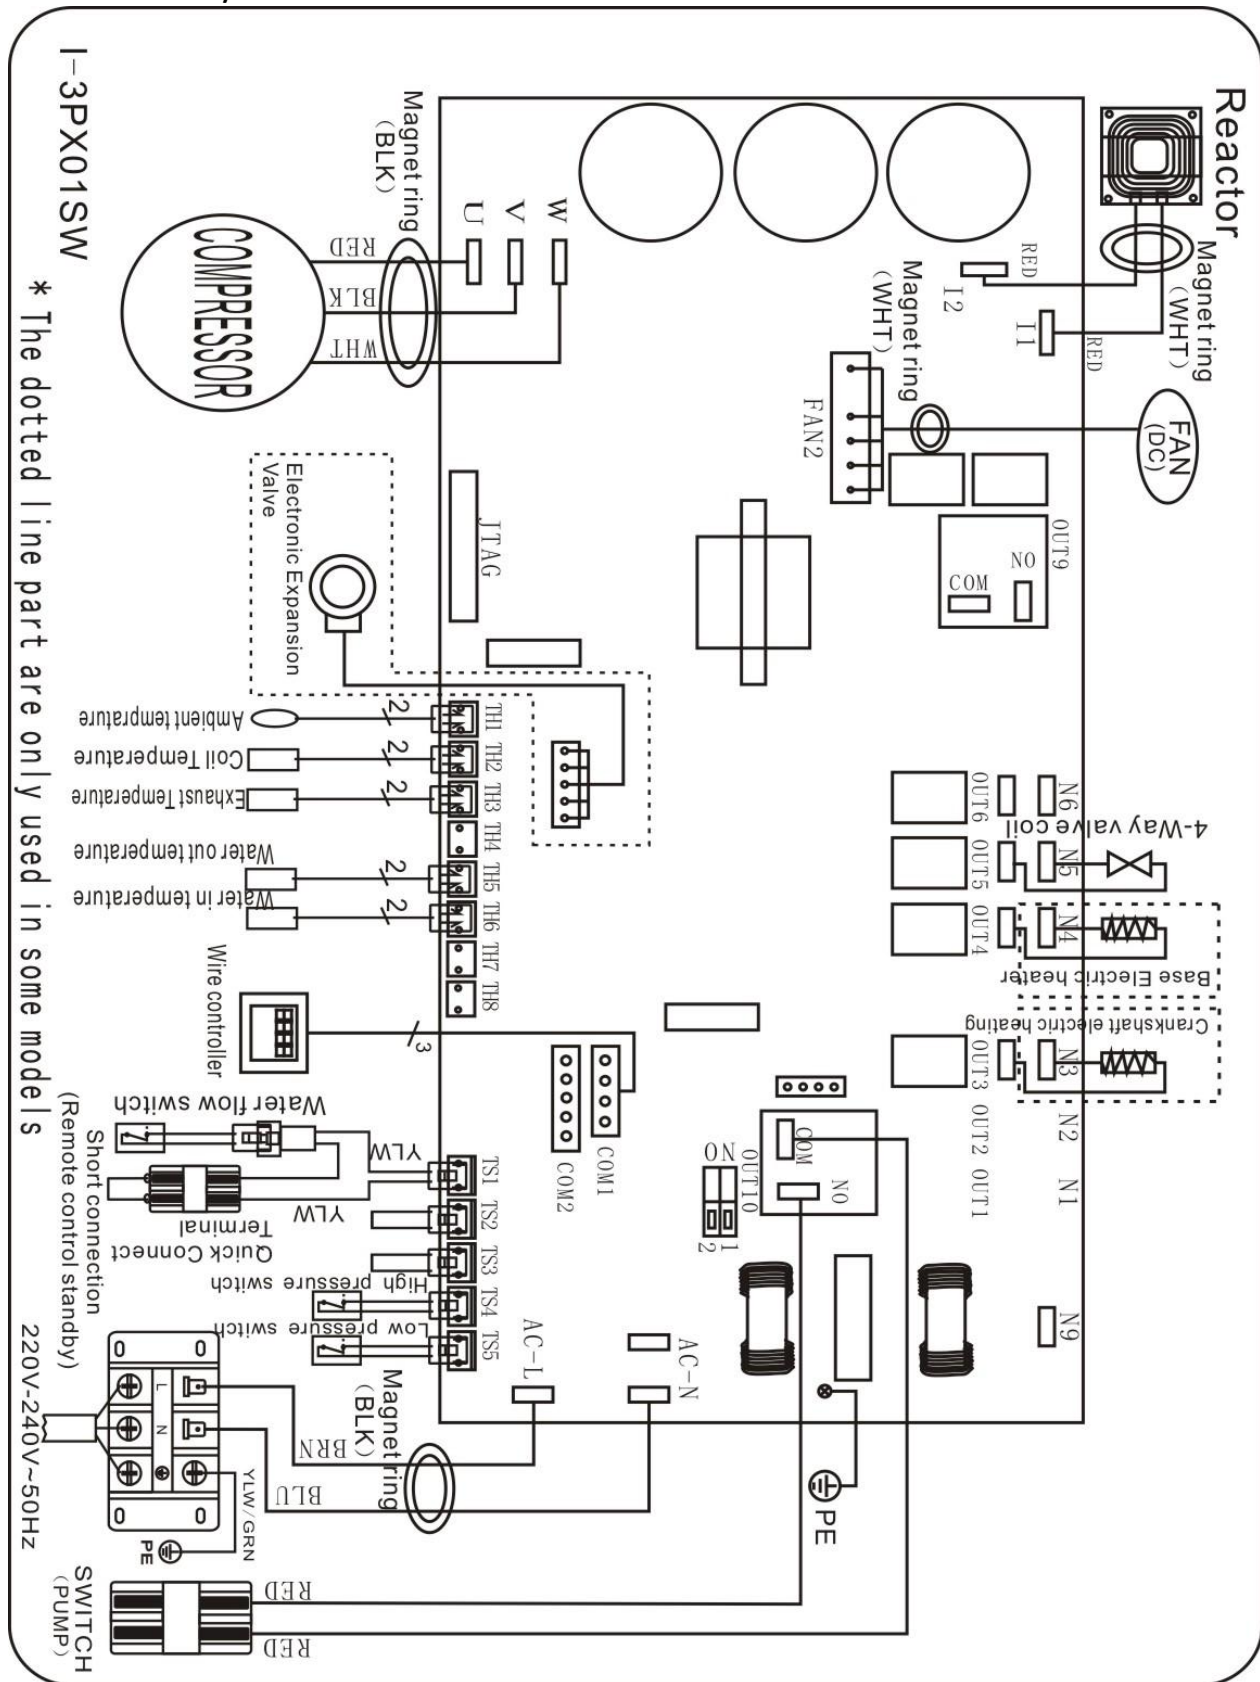 Reactor
Magnet ring
(WHT)
RED
RED
I2
I1
FAN
(DC)
Magnet ring
(WHT)
FAN2
OUT9
NO
COM
N6
OUT6
4-Way valve coil
N5
OUT5
N4
OUT4
Base Electric heater
Crankshaft electric heating
N3
OUT3
N2
OUT2
N1
OUT1
N9
W
V
U
Magnet ring
(BLK)
RED
BLK
WHT
COMPRESSOR
I-3PX01SW
JTAG
Electronic Expansion
Valve
TH1
TH2
TH3
TH4
TH5
TH6
TH7
TH8
2
2
2
2
2
Ambient temprature
Coil Temperature
Exhaust Temperature
Water out temperature
Water in temperature
Wire controller
3
COM1
COM2
COM
NO
OUT10
ON
1
2
Water flow switch
YLW
YLW
Quick Connect
Terminal
Short connection
(Remote control standby)
TS1
TS2
TS3
TS4
TS5
High pressure switch
Low pressure switch
AC-L
AC-N
Magnet ring
(BLK)
BRN
BLU
L
N
YLW/GRN
PE
PE
220V-240V~50Hz
RED
RED
SWITCH
(PUMP)
* The dotted line part are only used in some models